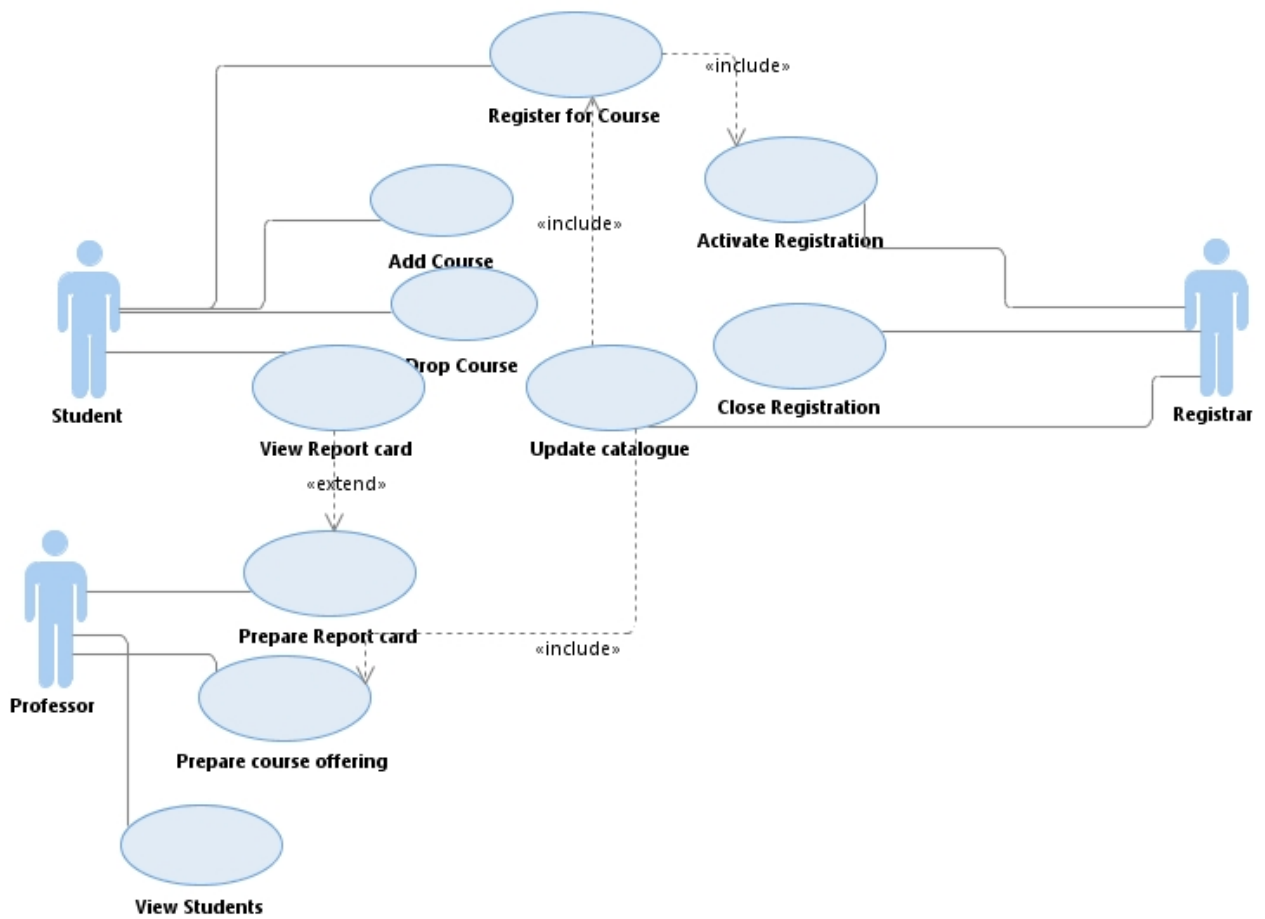 «include»
Register for Course
«include»
Activate Registration
Add Course
Drop Course
Close Registration
Student
Registrar
View Report card
Update catalogue
«extend»
Prepare Report card
«include»
Professor
Prepare course offering
View Students